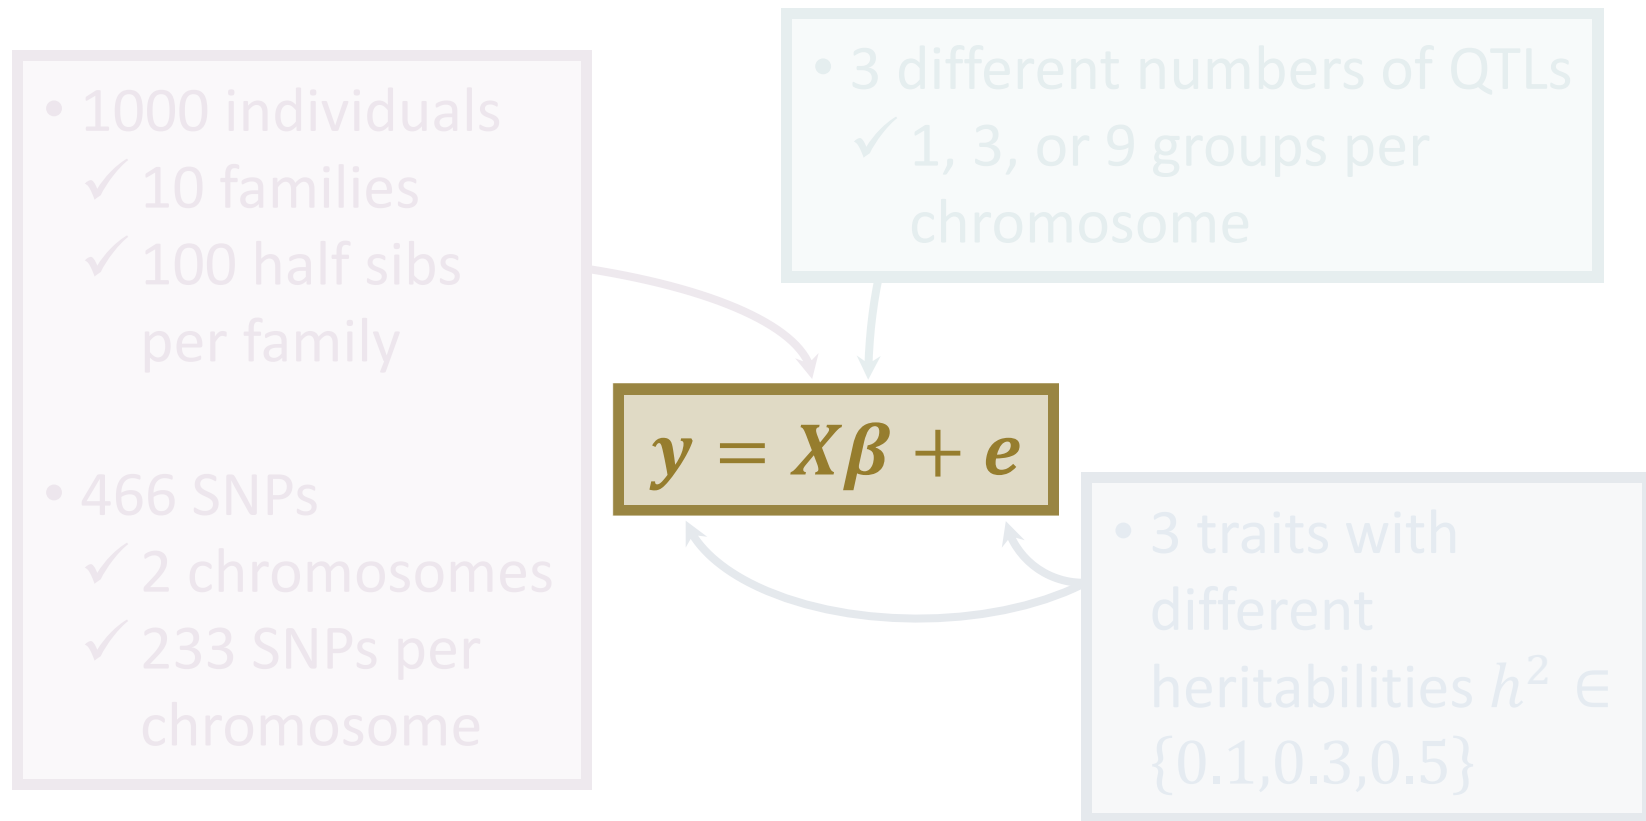 • 1000 individuals
✓ 10 families
✓ 100 half sibs
per family
• 466 SNPs
✓ 2 chromosomes
✓ 233 SNPs per
chromosome
• 3 different numbers of QTLs
✓ 1, 3, or 9 groups per
chromosome
y = Xβ + e
• 3 traits with
different
heritabilities h² ∈
{0.1,0.3,0.5}